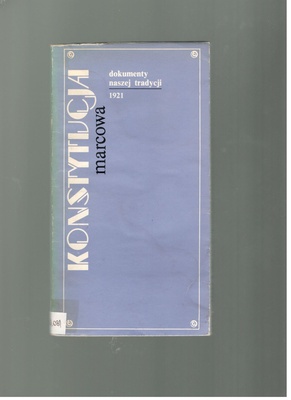 KONSTYTUCJA
marcowa
dokumenty
naszej tradycji
1921